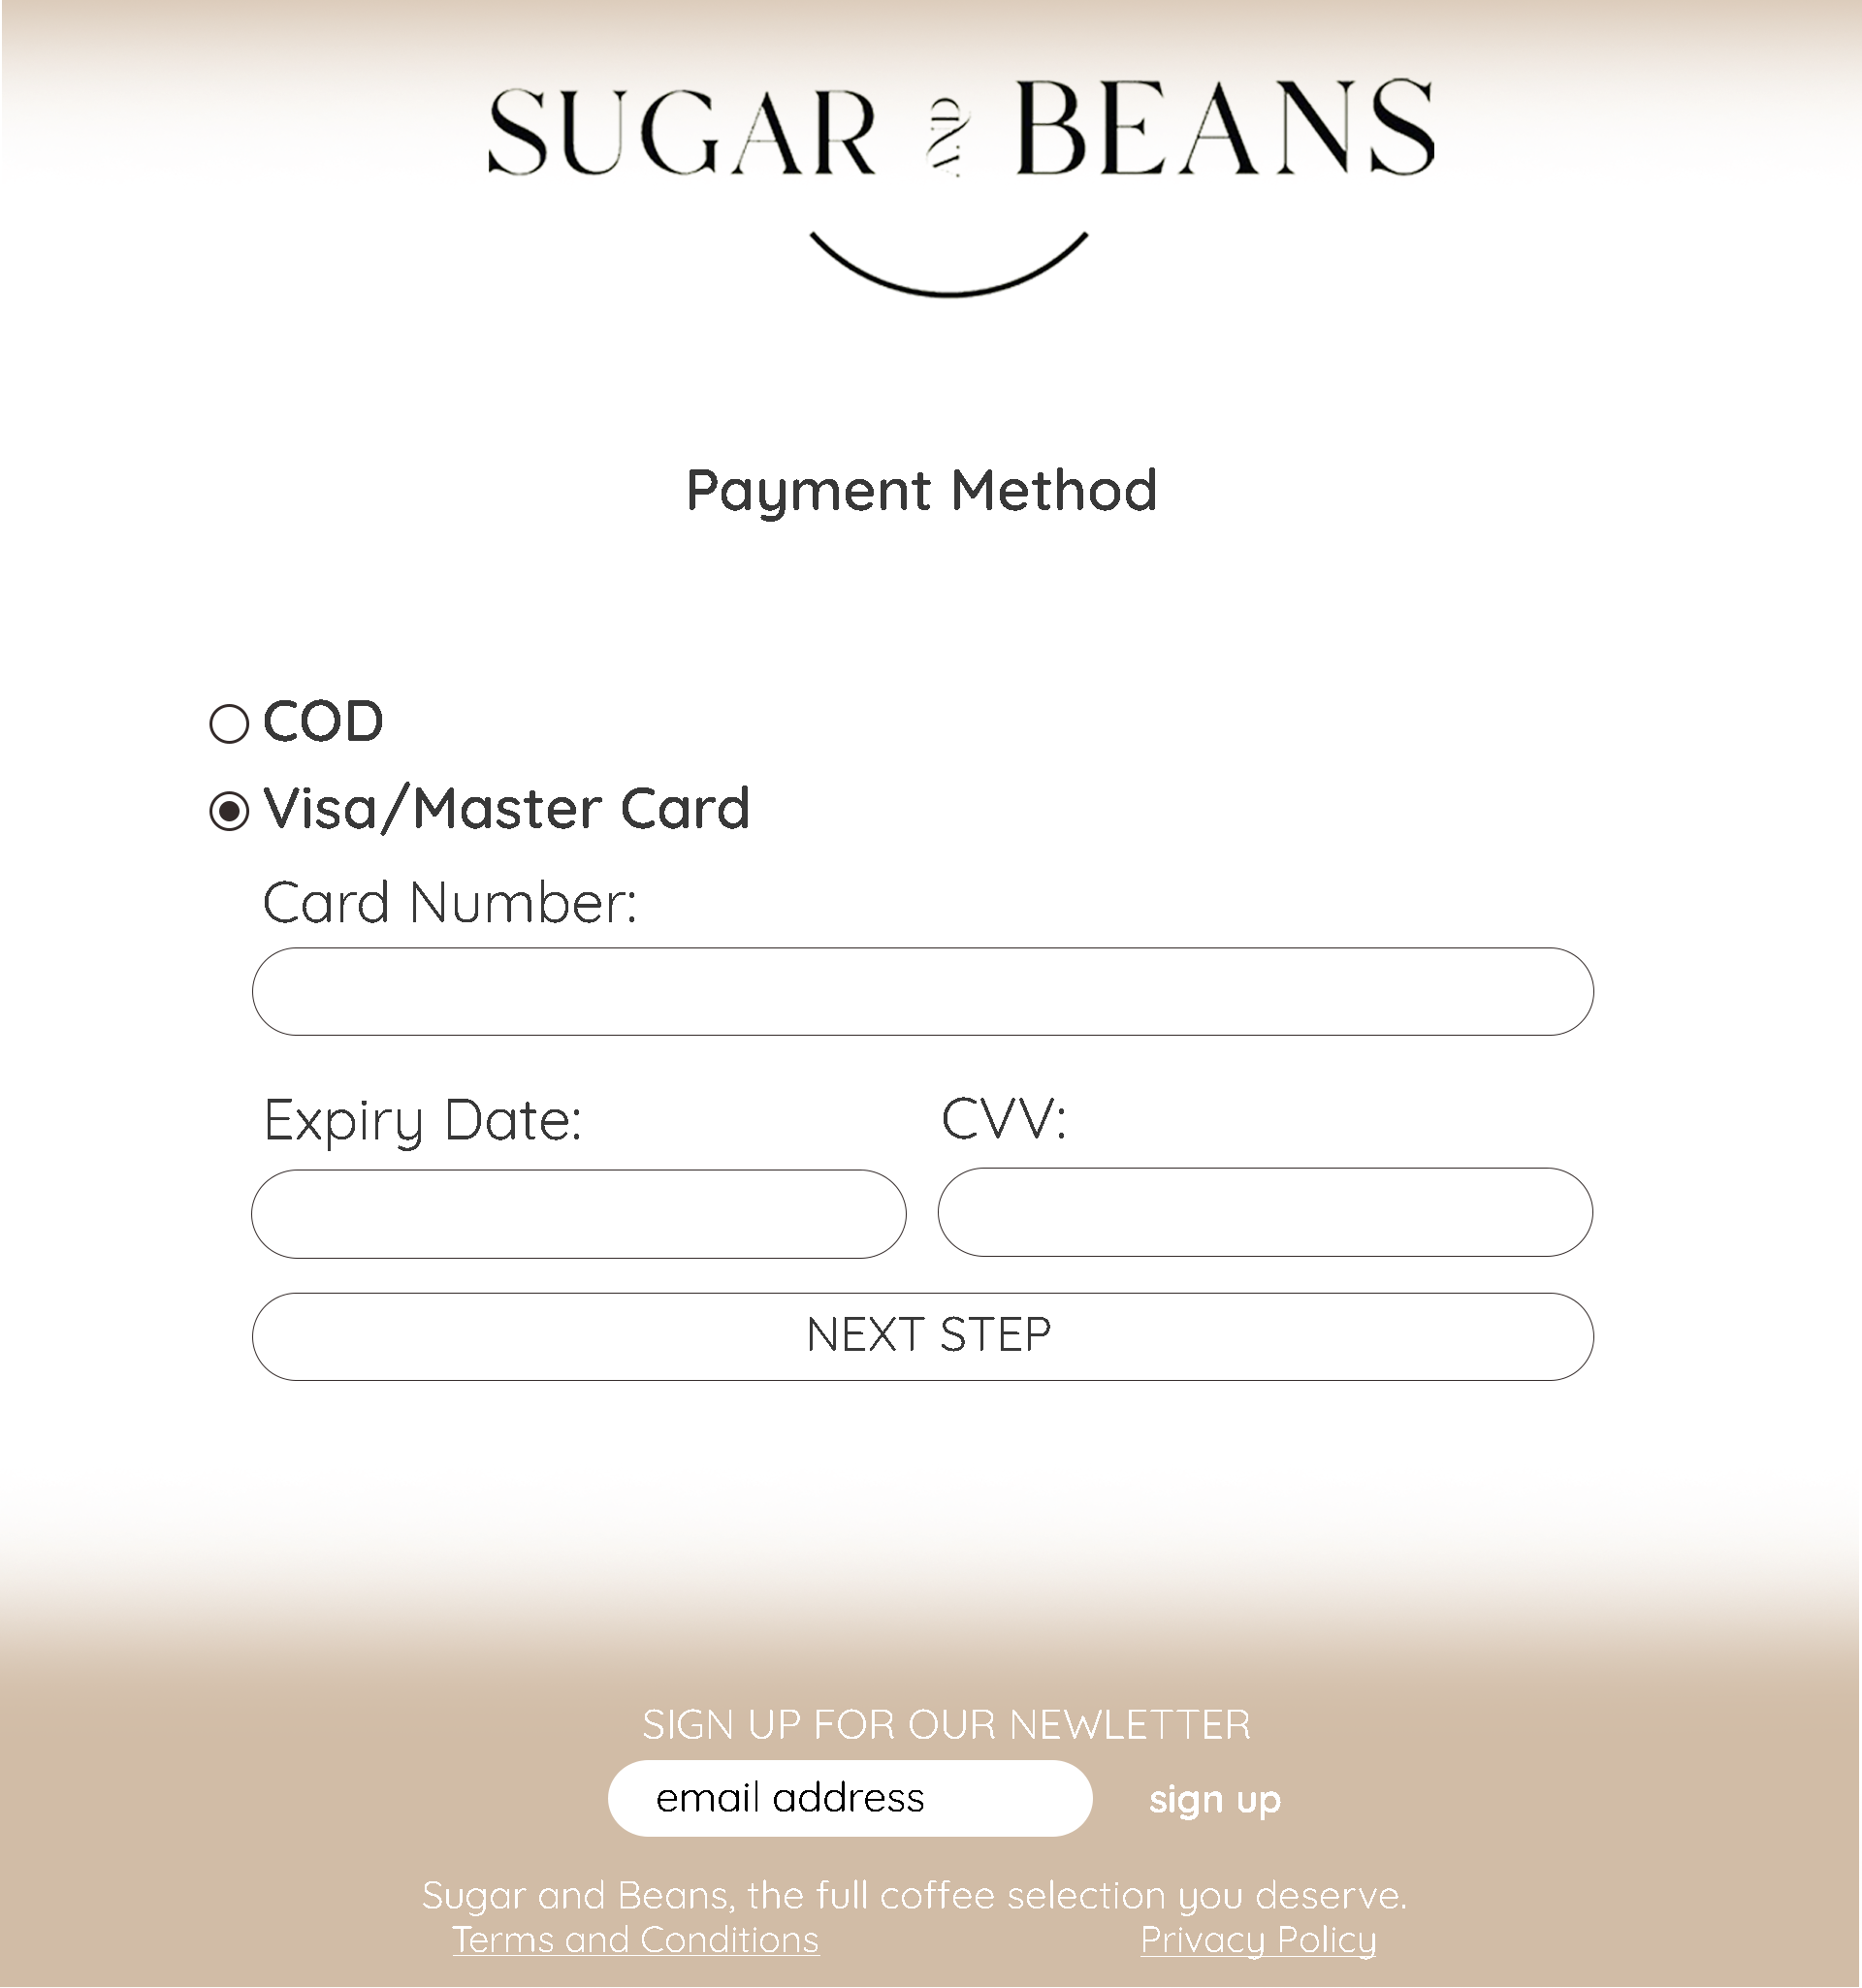 SUGAR AND BEANS
Payment Method
COD
Visa/Master Card
Card Number:
Expiry Date: CVV:
NEXT STEP
SIGN UP FOR OUR NEWLETTER
email address sign up
Sugar and Beans, the full coffee selection you deserve.
Terms and Conditions Privacy Policy